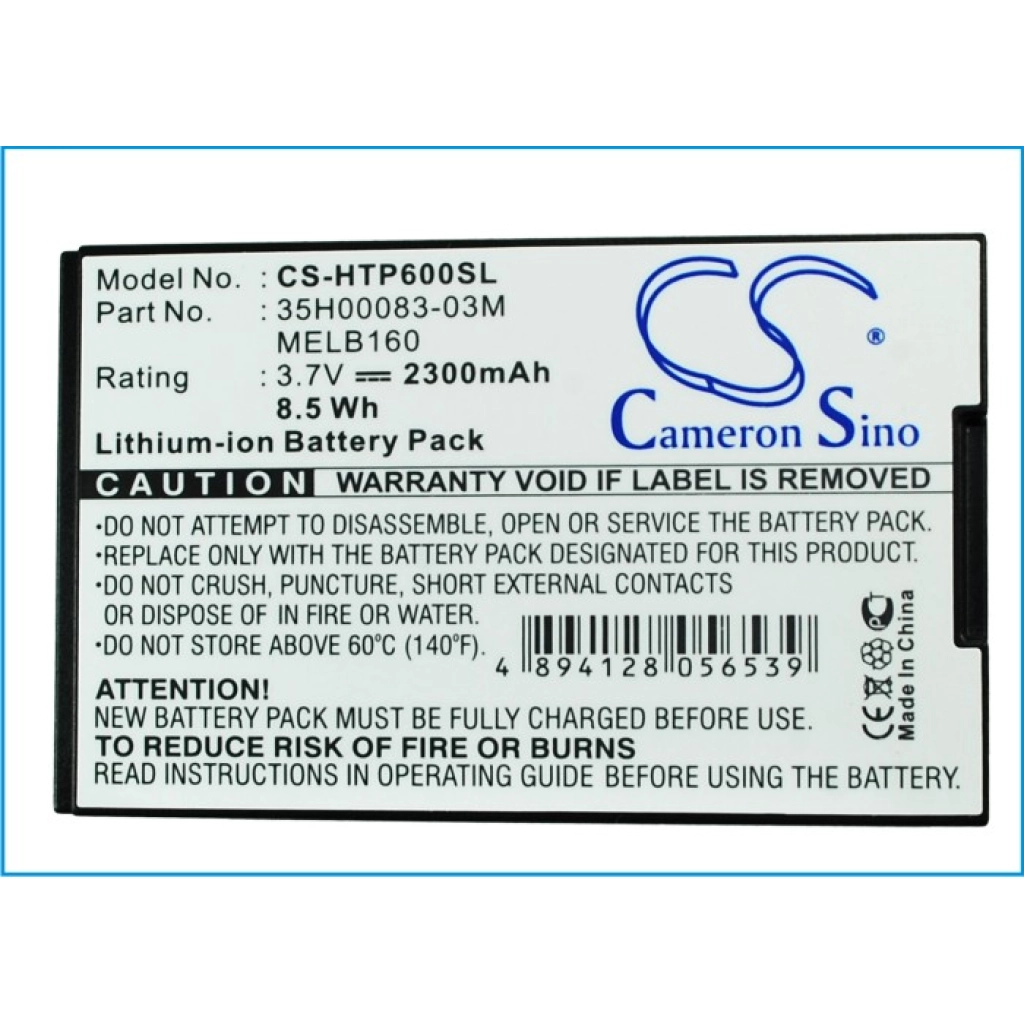 Model No. : CS-HTP600SL
Part No. : 35H00083-03M
MELB160
Rating : 3.7V 2300mAh
8.5 Wh
Lithium-ion Battery Pack
CS
®
Cameron Sino
CAUTION WARRANTY VOID IF LABEL IS REMOVED
·DO NOT ATTEMPT TO DISASSEMBLE, OPEN OR SERVICE THE BATTERY PACK.
·REPLACE ONLY WITH THE BATTERY PACK DESIGNATED FOR THIS PRODUCT.
·DO NOT CRUSH, PUNCTURE, SHORT EXTERNAL CONTACTS
OR DISPOSE OF IN FIRE OR WATER.
·DO NOT STORE ABOVE 60°C (140°F).
4 894128 056539
PCT
CE
Made In China
ATTENTION!
NEW BATTERY PACK MUST BE FULLY CHARGED BEFORE USE.
TO REDUCE RISK OF FIRE OR BURNS
READ INSTRUCTIONS IN OPERATING GUIDE BEFORE USING THE BATTERY.